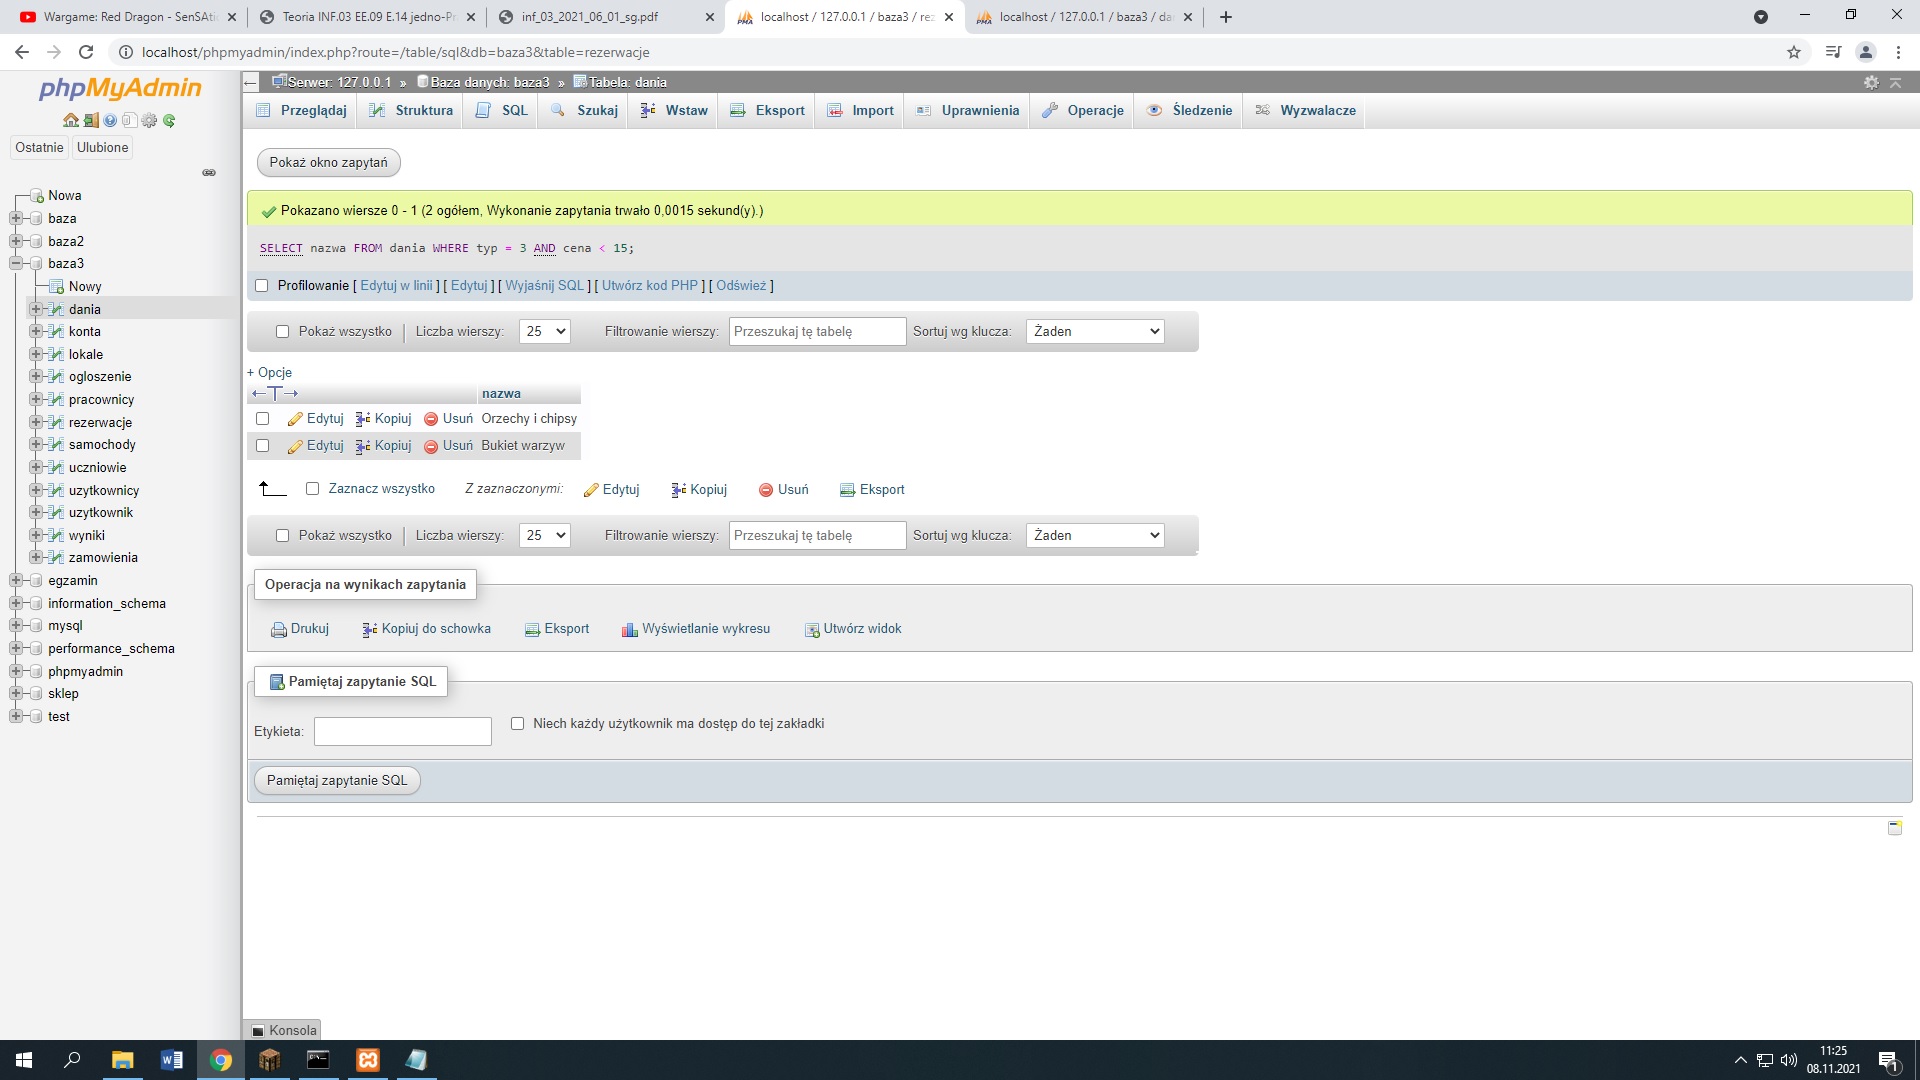 Wargame: Red Dragon - SenSAti
Teoria INF.03 EE.09 E.14 jedno-Pr
inf_03_2021_06_01_sg.pdf
localhost / 127.0.0.1 / baza3 / rez
localhost / 127.0.0.1 / baza3 / da
localhost/phpmyadmin/index.php?route=/table/sql&db=baza3&table=rezerwacje
phpMyAdmin
Ostatnie
Ulubione
Nowa
baza
baza2
baza3
Nowy
dania
konta
lokale
ogloszenie
pracownicy
rezerwacje
samochody
uczniowie
uzytkownicy
uzytkownik
wyniki
zamowienia
egzamin
information_schema
mysql
performance_schema
phpmyadmin
sklep
test
Serwer: 127.0.0.1 » Baza danych: baza3 » Tabela: dania
Przeglądaj Struktura SQL Szukaj Wstaw Eksport Import Uprawnienia Operacje Śledzenie Wyzwalacze
Pokaż okno zapytań
Pokazano wiersze 0 - 1 (2 ogółem, Wykonanie zapytania trwało 0,0015 sekund(y).)
SELECT nazwa FROM dania WHERE typ = 3 AND cena < 15;
Profilowanie [ Edytuj w linii ] [ Edytuj ] [ Wyjaśnij SQL ] [ Utwórz kod PHP ] [ Odśwież ]
Pokaż wszystko Liczba wierszy: 25 Filtrowanie wierszy: Przeszukaj tę tabelę Sortuj wg klucza: Żaden
+ Opcje
←T→ nazwa
Edytuj Kopiuj Usuń Orzechy i chipsy
Edytuj Kopiuj Usuń Bukiet warzyw
Zaznacz wszystko Z zaznaczonymi: Edytuj Kopiuj Usuń Eksport
Pokaż wszystko Liczba wierszy: 25 Filtrowanie wierszy: Przeszukaj tę tabelę Sortuj wg klucza: Żaden
Operacja na wynikach zapytania
Drukuj Kopiuj do schowka Eksport Wyświetlanie wykresu Utwórz widok
Pamiętaj zapytanie SQL
Etykieta: Niech każdy użytkownik ma dostęp do tej zakładki
Pamiętaj zapytanie SQL
Konsola
11:25
08.11.2021
1